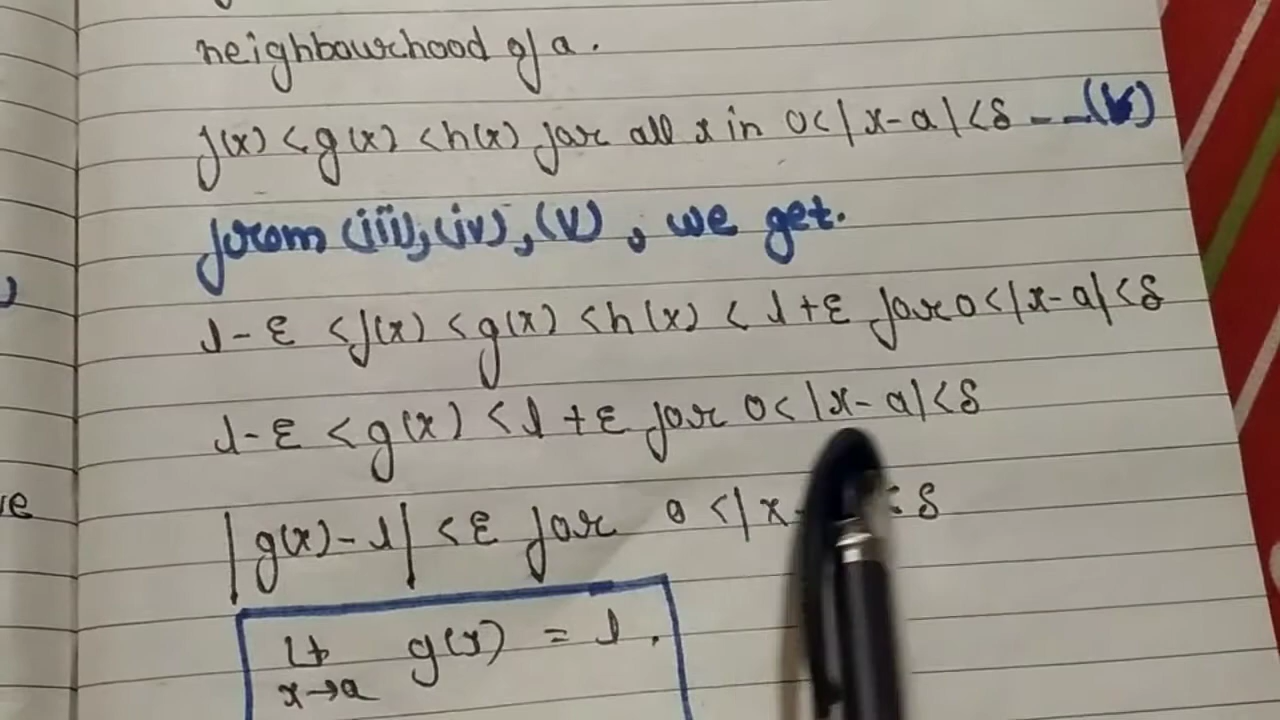 neighbourhood of a.
f(x) < g(x) < h(x) for all x in 0 < |x-a| < δ --(v)
from (iii), (iv), (v), we get.
l-ε < f(x) < g(x) < h(x) < l+ε for 0 < |x-a| < δ
l-ε < g(x) < l+ε for 0 < |x-a| < δ
|g(x)-l| < ε for 0 < |x- < δ
Lt g(x) = l.
x→a